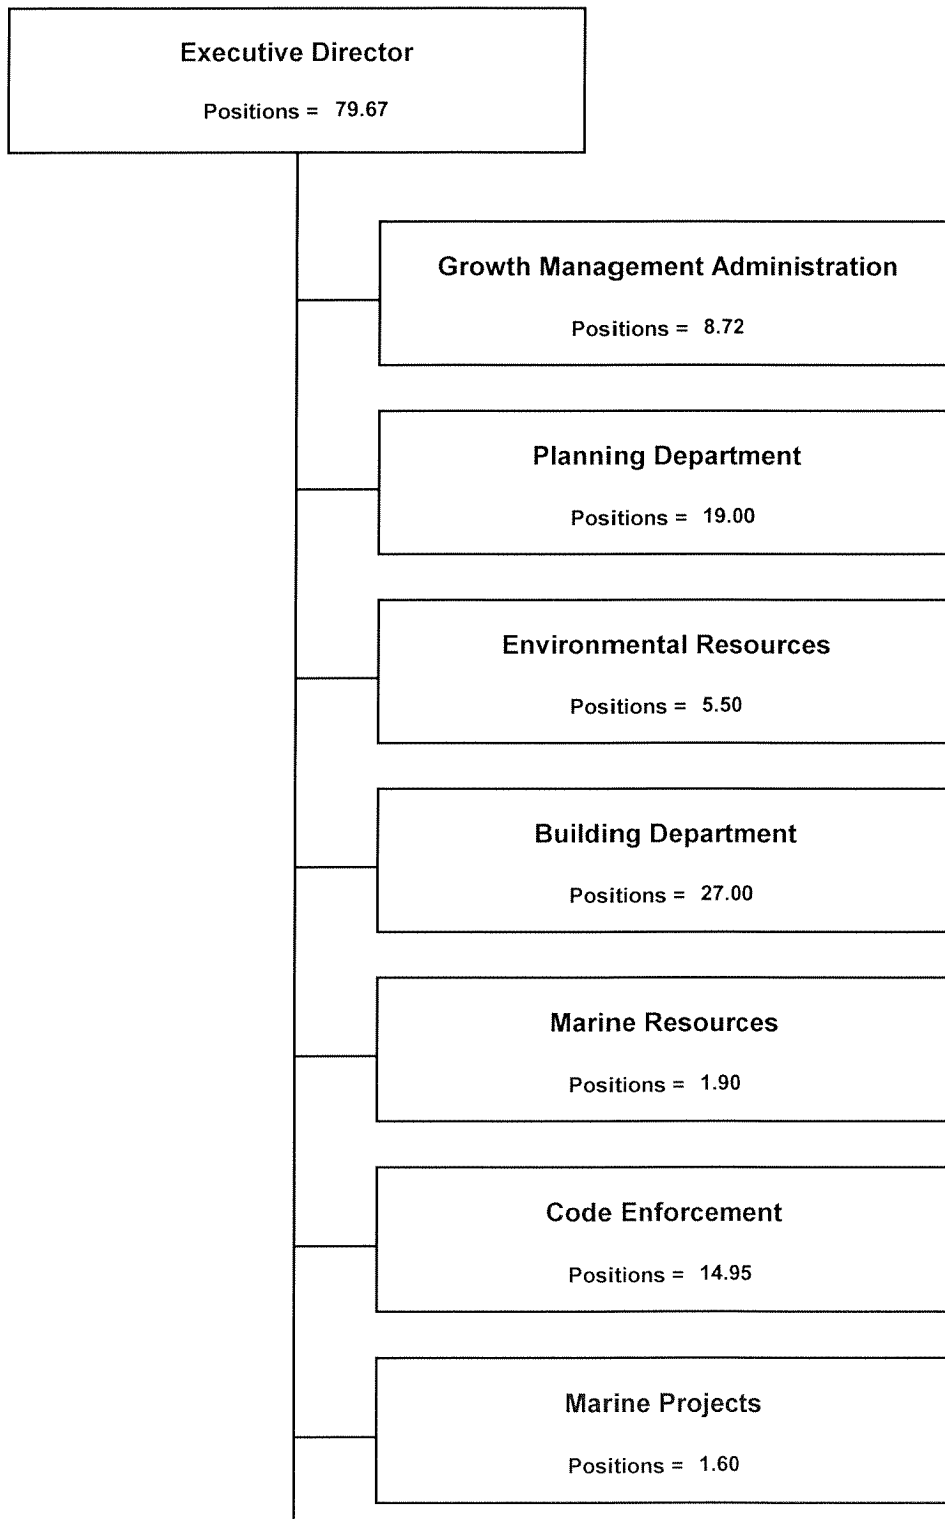 Executive Director
Positions = 79.67
Growth Management Administration
Positions = 8.72
Planning Department
Positions = 19.00
Environmental Resources
Positions = 5.50
Building Department
Positions = 27.00
Marine Resources
Positions = 1.90
Code Enforcement
Positions = 14.95
Marine Projects
Positions = 1.60